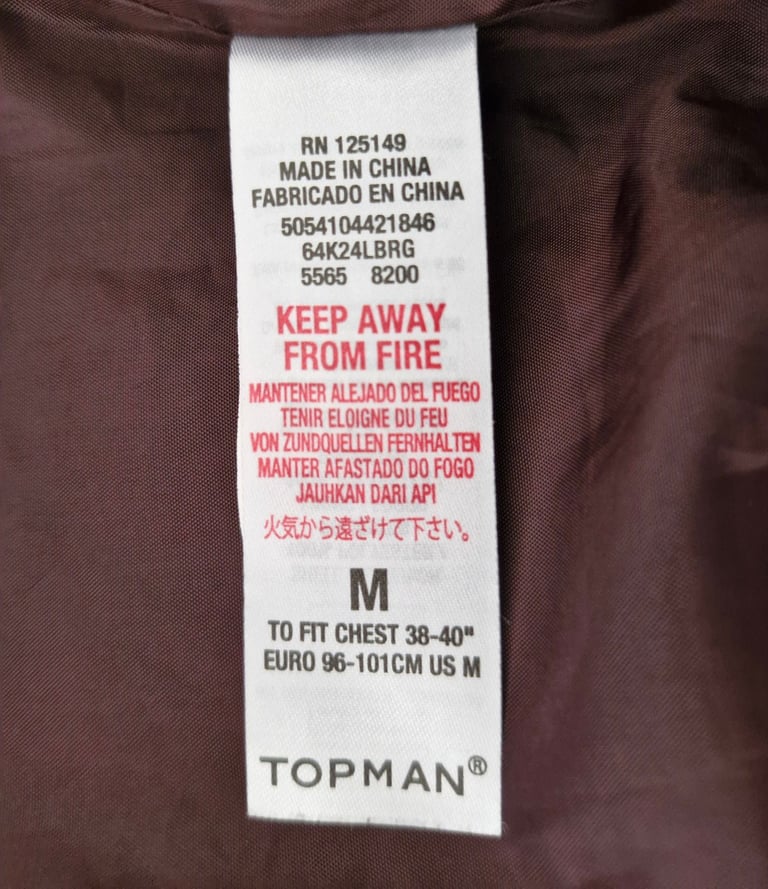 RN 125149
MADE IN CHINA
FABRICADO EN CHINA
5054104421846
64K24LBRG
5565 8200
KEEP AWAY
FROM FIRE
MANTENER ALEJADO DEL FUEGO
TENIR ELOIGNE DU FEU
VON ZUNDQUELLEN FERNHALTEN
MANTER AFASTADO DO FOGO
JAUHKAN DARI API
火気から遠ざけて下さい。
M
TO FIT CHEST 38-40"
EURO 96-101CM US M
TOPMAN®